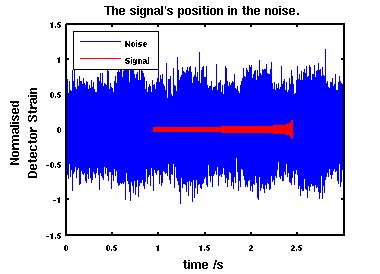 The signal's position in the noise.
1.5
Noise
Signal
1
0.5
0
-0.5
-1
-1.5
Normalised
Detector Strain
0 0.5 1 1.5 2 2.5
time /s